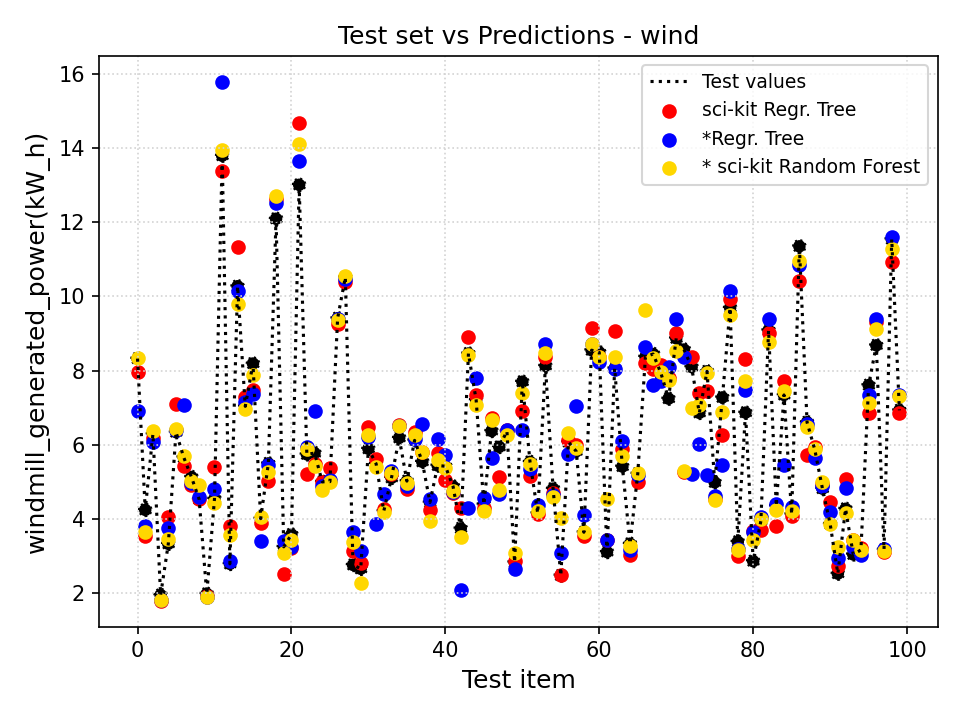 Test set vs Predictions - wind
windmill_generated_power(kW_h)
16
14
12
10
8
6
4
2
Test values
sci-kit Regr. Tree
*Regr. Tree
* sci-kit Random Forest
0
20
40
60
80
100
Test item